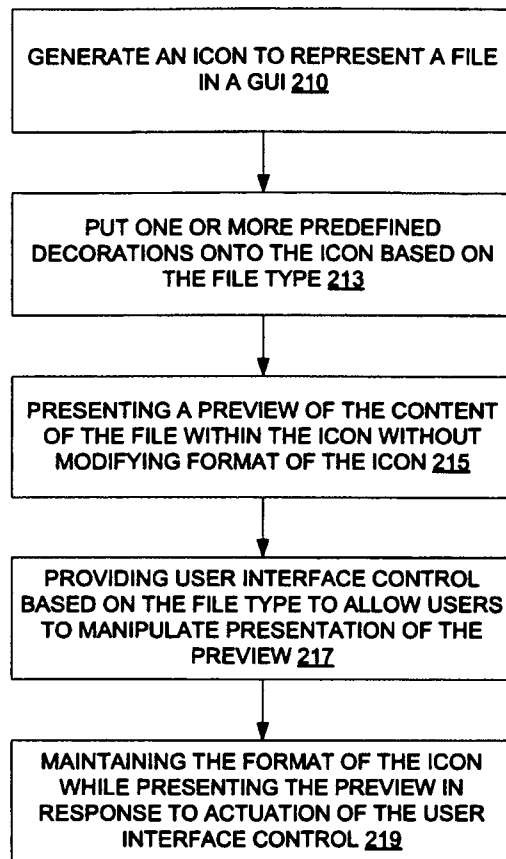 GENERATE AN ICON TO REPRESENT A FILE
IN A GUI 210
PUT ONE OR MORE PREDEFINED
DECORATIONS ONTO THE ICON BASED ON
THE FILE TYPE 213
PRESENTING A PREVIEW OF THE CONTENT
OF THE FILE WITHIN THE ICON WITHOUT
MODIFYING FORMAT OF THE ICON 215
PROVIDING USER INTERFACE CONTROL
BASED ON THE FILE TYPE TO ALLOW USERS
TO MANIPULATE PRESENTATION OF THE
PREVIEW 217
MAINTAINING THE FORMAT OF THE ICON
WHILE PRESENTING THE PREVIEW IN
RESPONSE TO ACTUATION OF THE USER
INTERFACE CONTROL 219